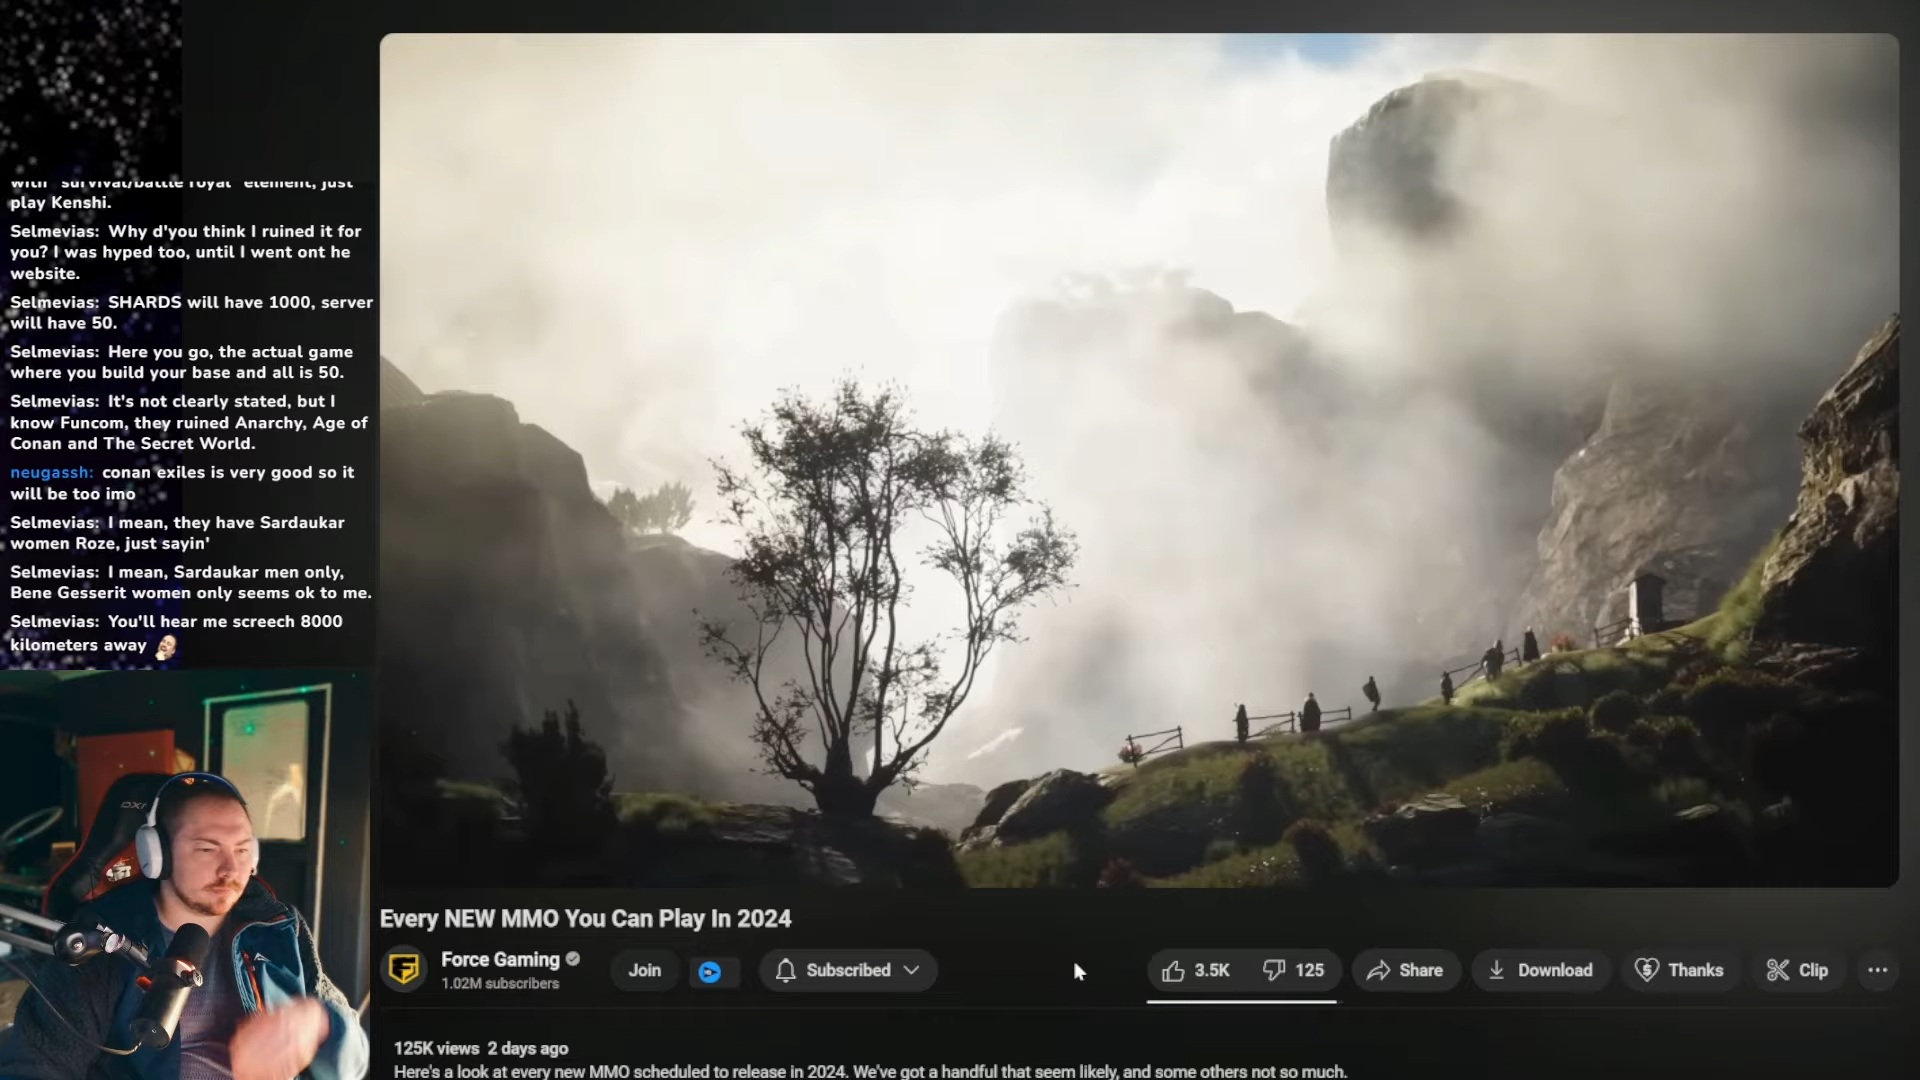 with "survival/battle royal" element, just
play Kenshi.
Selmevias: Why d'you think I ruined it for
you? I was hyped too, until I went ont he
website.
Selmevias: SHARDS will have 1000, server
will have 50.
Selmevias: Here you go, the actual game
where you build your base and all is 50.
Selmevias: It's not clearly stated, but I
know Funcom, they ruined Anarchy, Age of
Conan and The Secret World.
neugassh: conan exiles is very good so it
will be too imo
Selmevias: I mean, they have Sardaukar
women Roze, just sayin'
Selmevias: I mean, Sardaukar men only,
Bene Gesserit women only seems ok to me.
Selmevias: You'll hear me screech 8000
kilometers away
Every NEW MMO You Can Play In 2024
Force Gaming
1.02M subscribers
Join
Subscribed
3.5K
125
Share
Download
Thanks
Clip
125K views 2 days ago
Here's a look at every new MMO scheduled to release in 2024. We've got a handful that seem likely, and some others not so much.